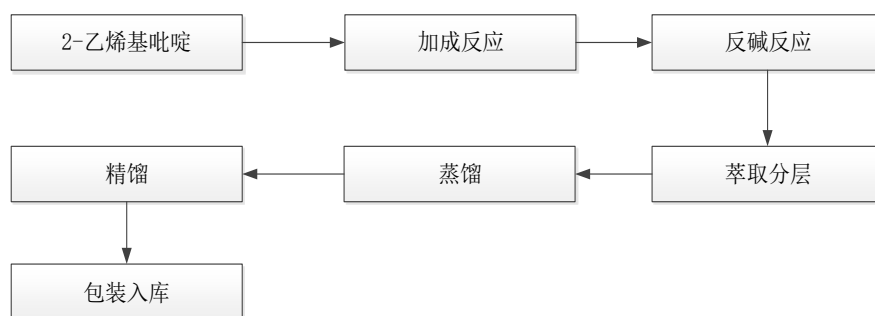 2-乙烯基吡啶
加成反应
反碱反应
萃取分层
蒸馏
精馏
包装入库